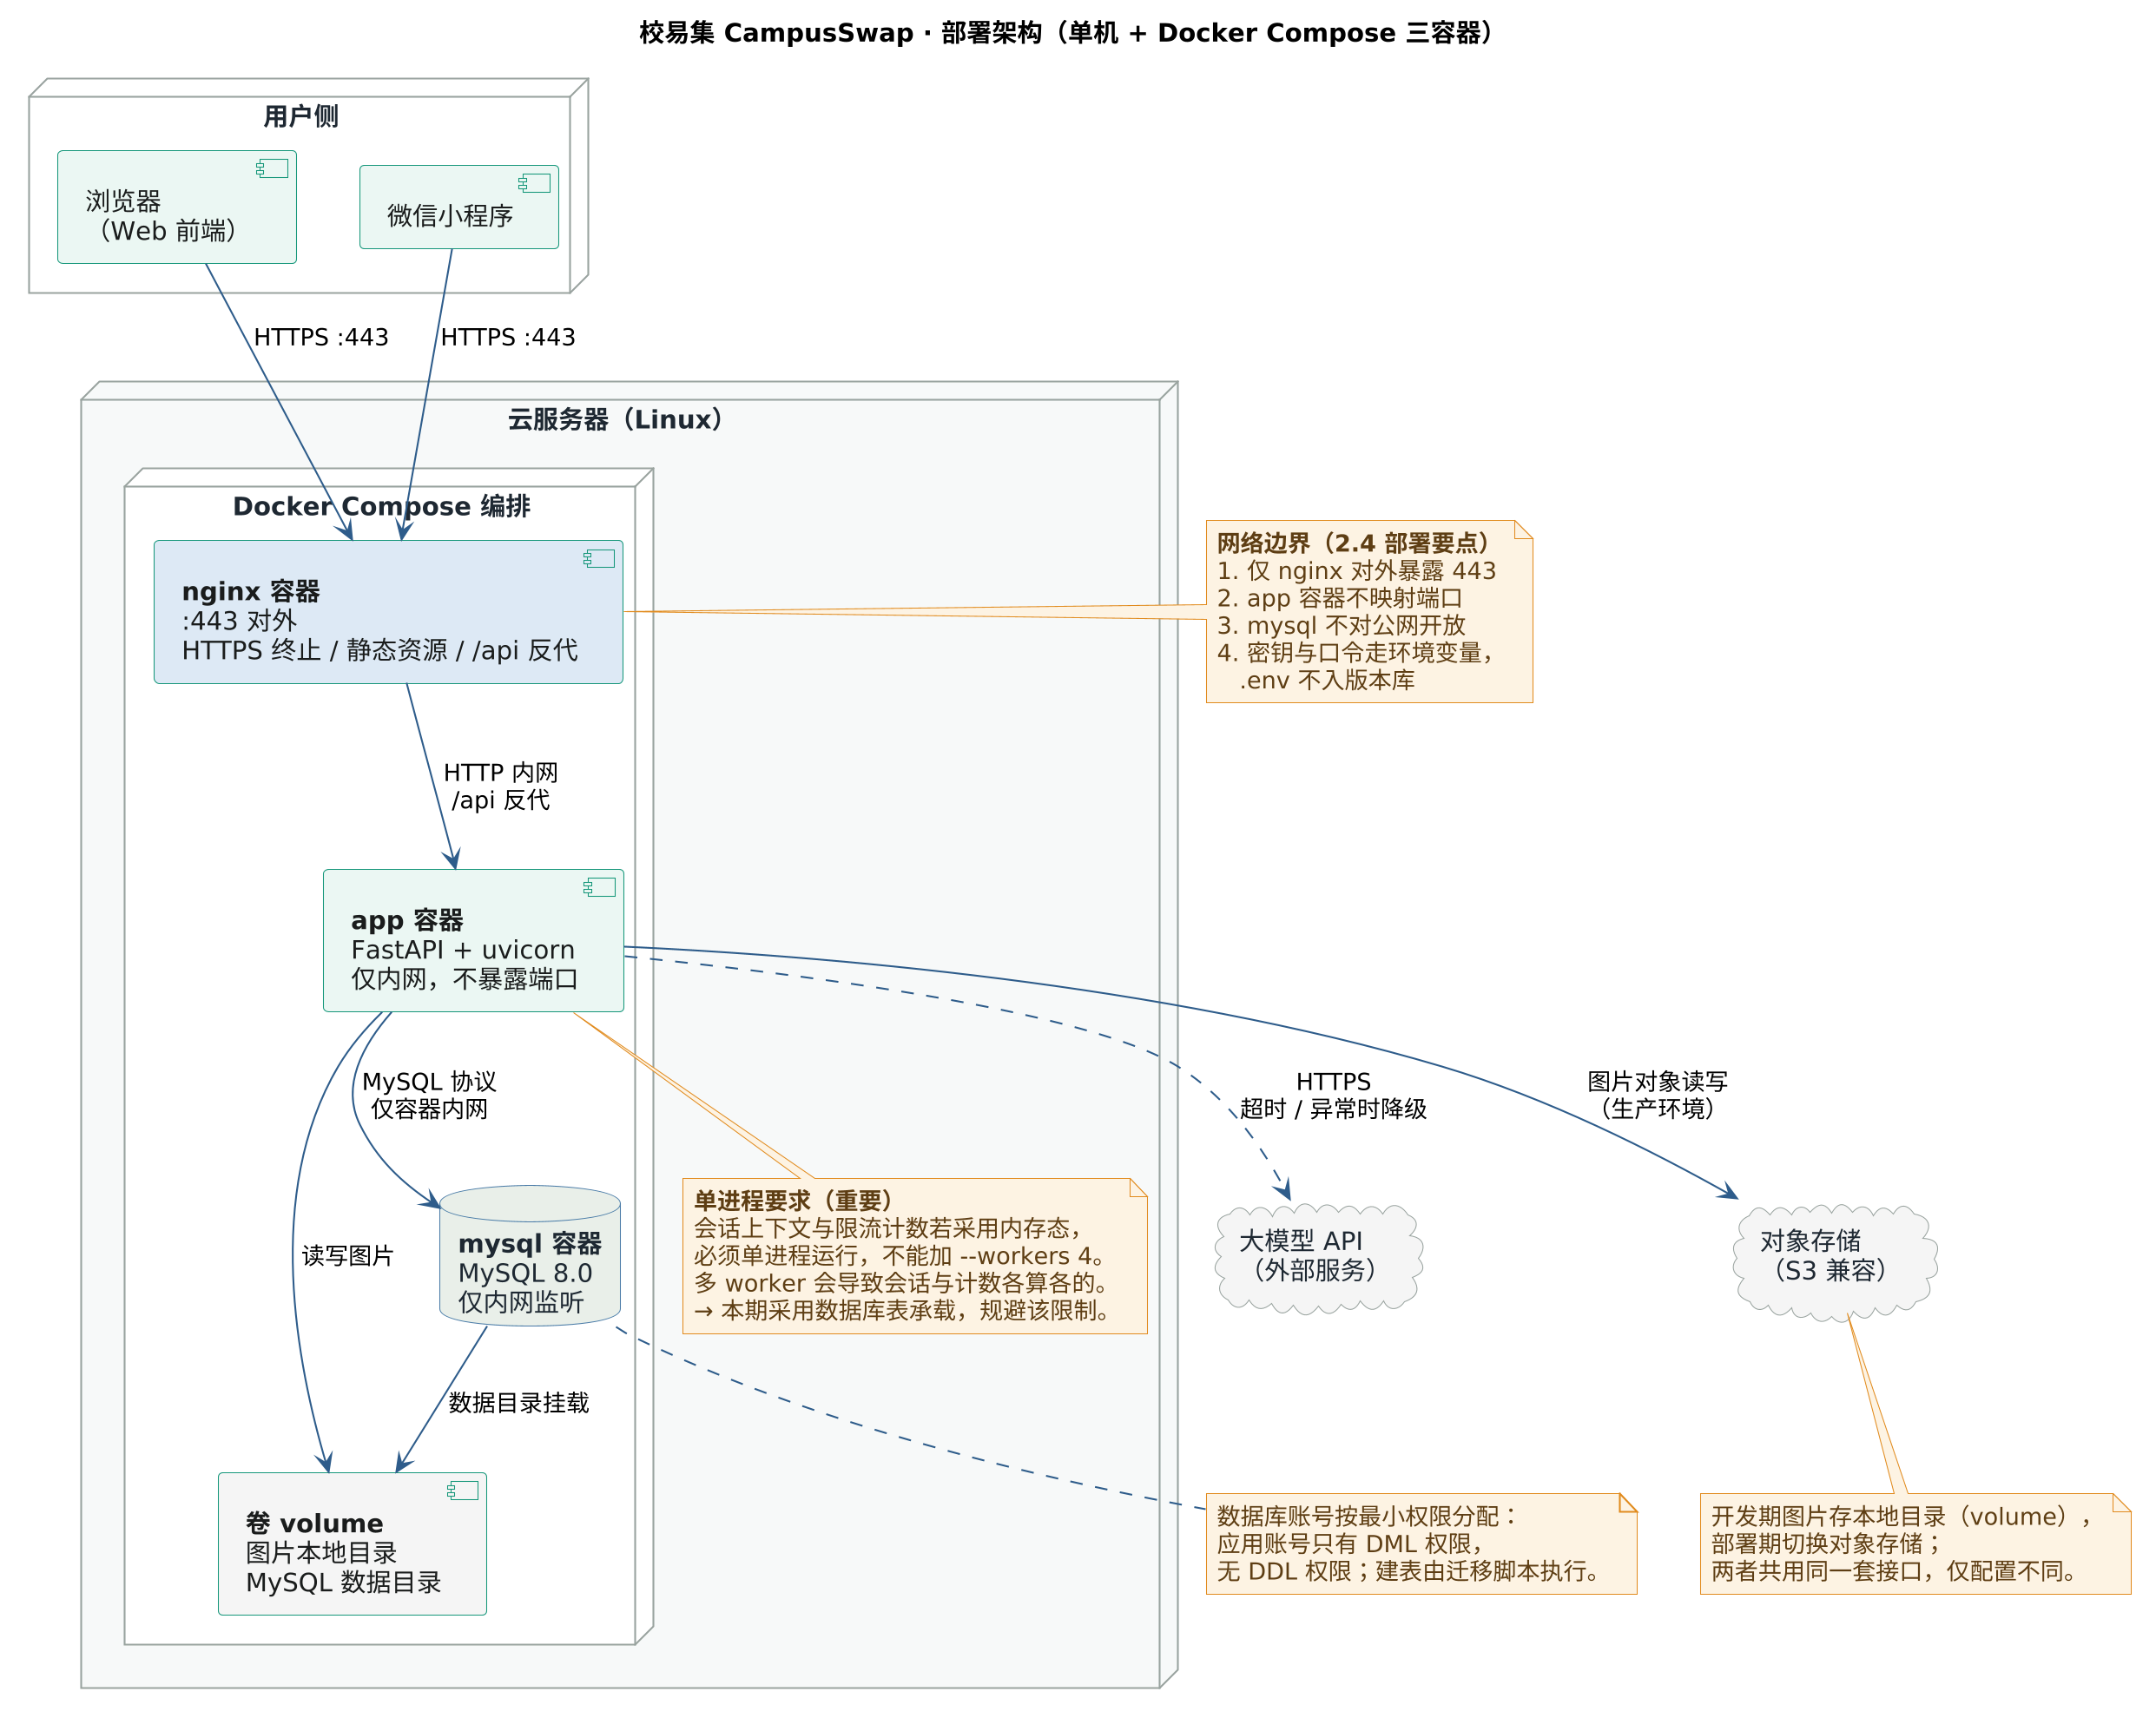 校易集 CampusSwap · 部署架构（单机 + Docker Compose 三容器）
用户侧
浏览器
（Web 前端）
微信小程序
HTTPS :443
HTTPS :443
云服务器（Linux）
Docker Compose 编排
nginx 容器
:443 对外
HTTPS 终止 / 静态资源 / /api 反代
网络边界（2.4 部署要点）
1. 仅 nginx 对外暴露 443
2. app 容器不映射端口
3. mysql 不对公网开放
4. 密钥与口令走环境变量，
.env 不入版本库
HTTP 内网
/api 反代
app 容器
FastAPI + uvicorn
仅内网，不暴露端口
MySQL 协议
仅容器内网
HTTPS
超时 / 异常时降级
图片对象读写
（生产环境）
读写图片
mysql 容器
MySQL 8.0
仅内网监听
单进程要求（重要）
会话上下文与限流计数若采用内存态，
必须单进程运行，不能加 --workers 4。
多 worker 会导致会话与计数各算各的。
→ 本期采用数据库表承载，规避该限制。
大模型 API
（外部服务）
对象存储
（S3 兼容）
数据目录挂载
卷 volume
图片本地目录
MySQL 数据目录
数据库账号按最小权限分配：
应用账号只有 DML 权限，
无 DDL 权限；建表由迁移脚本执行。
开发期图片存本地目录（volume），
部署期切换对象存储；
两者共用同一套接口，仅配置不同。